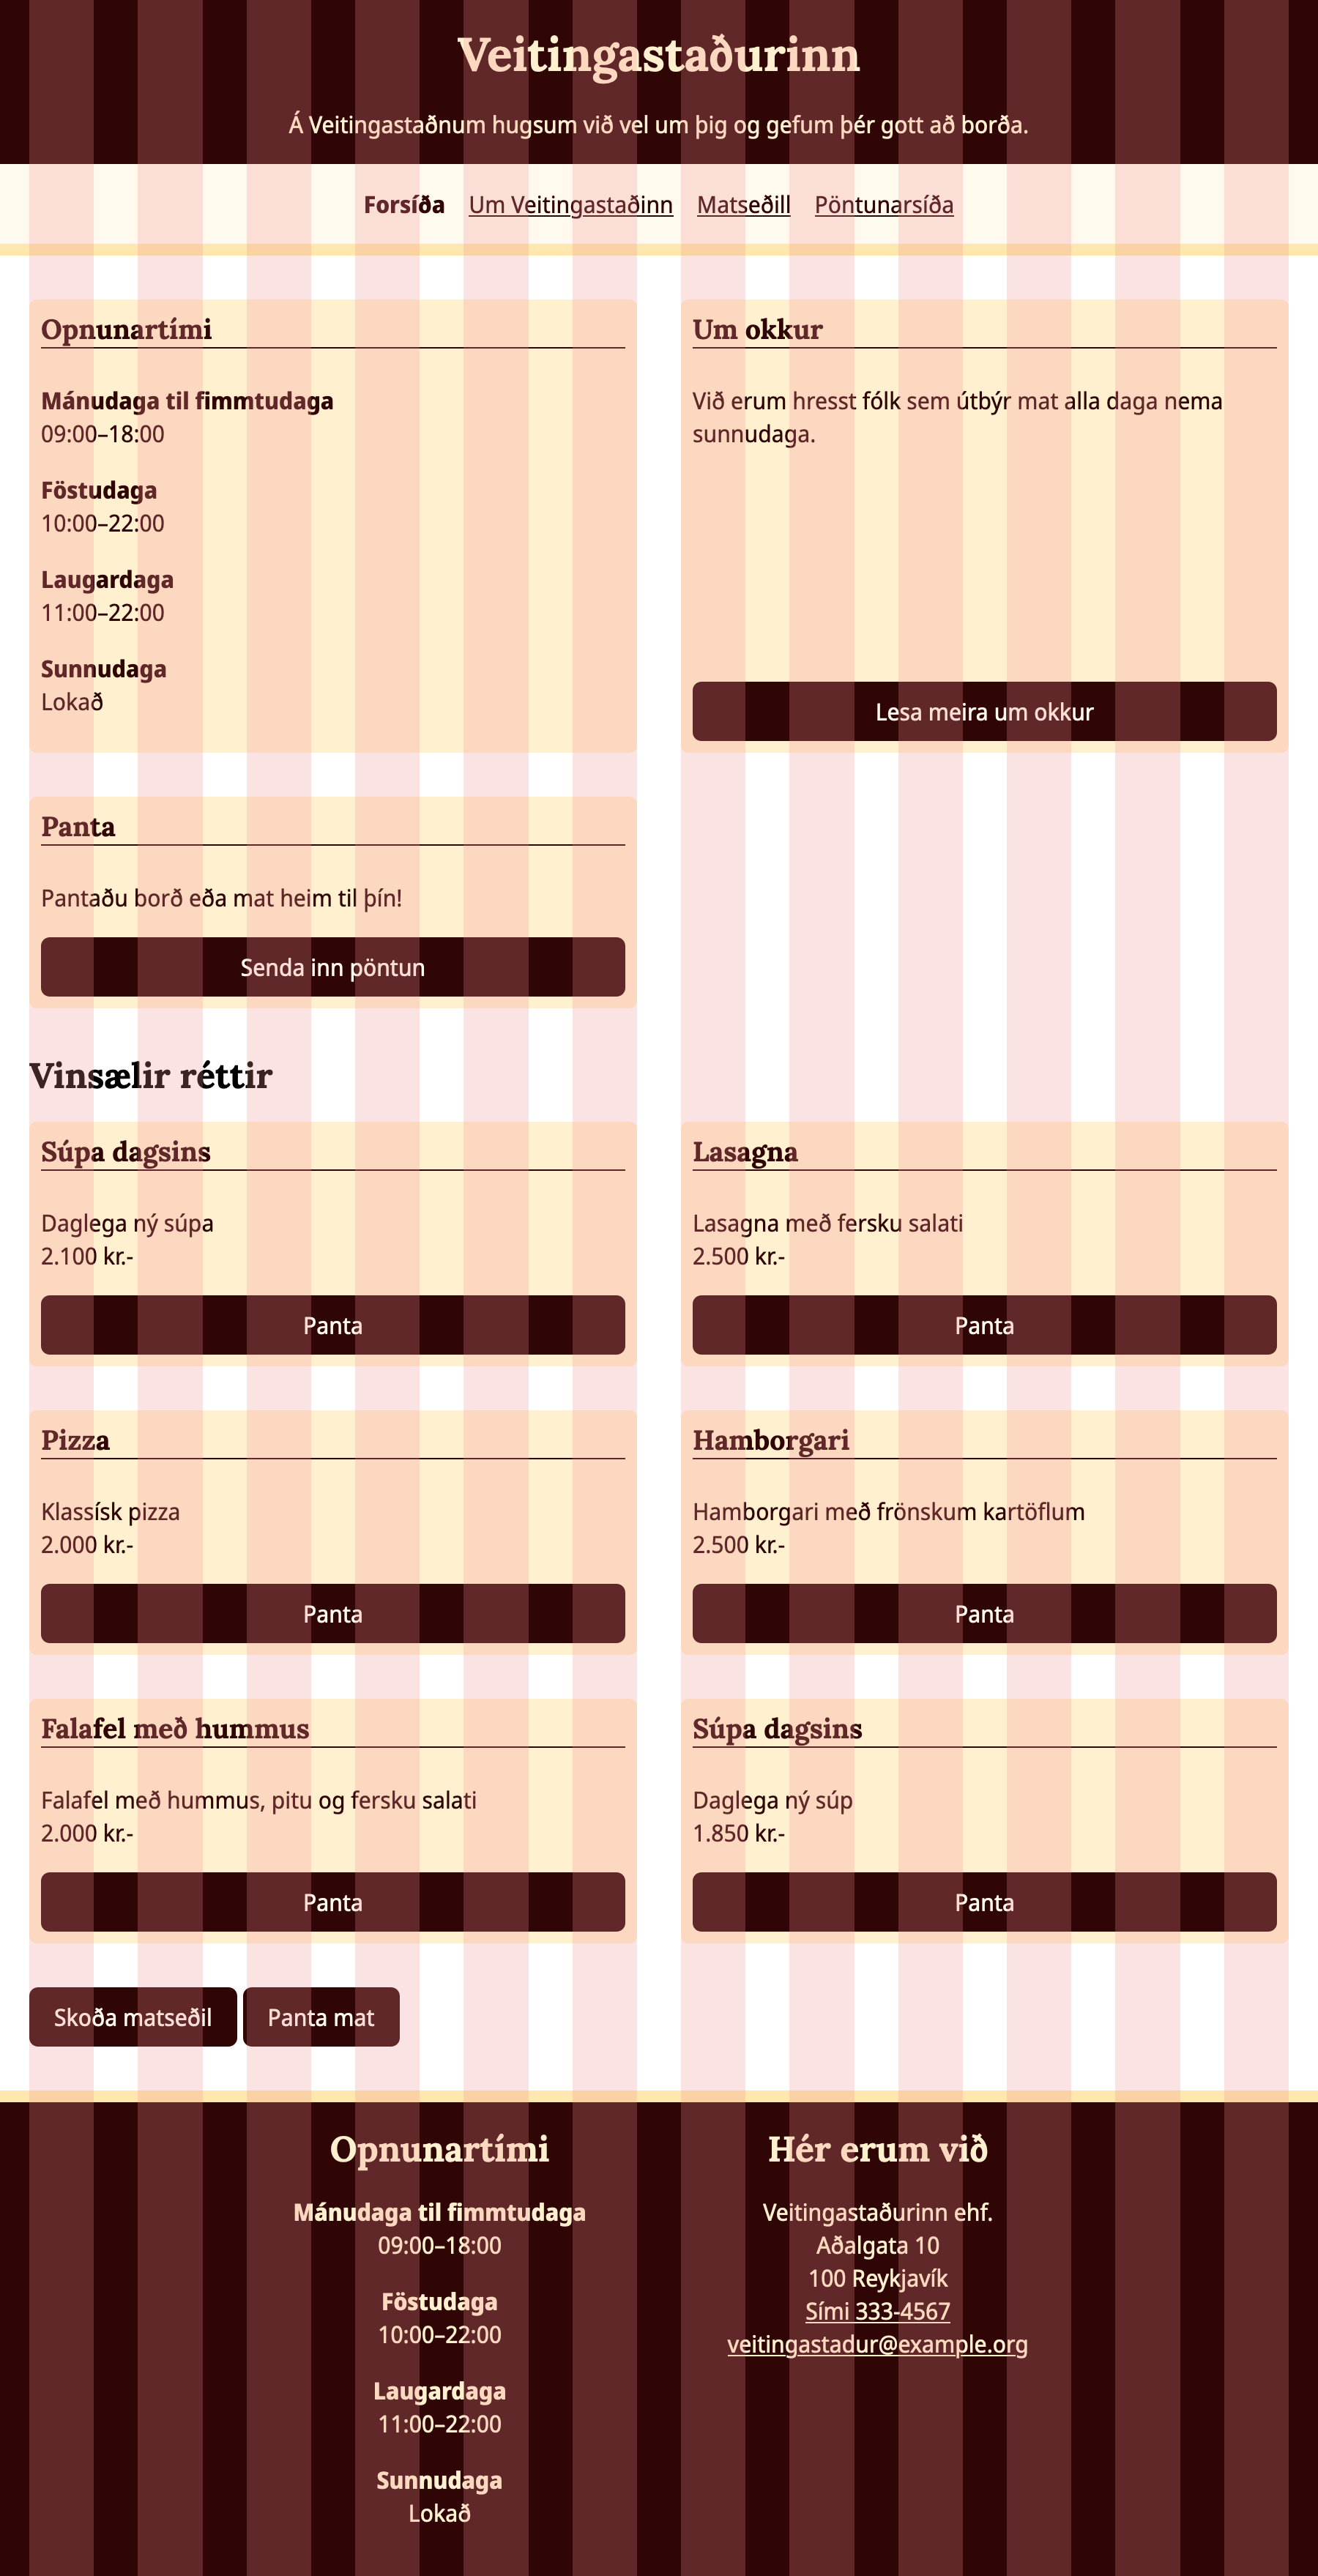 Veitingastaðurinn
Á Veitingastaðnum hugsum við vel um þig og gefum þér gott að borða.
Forsíða Um Veitingastaðinn Matseðill Pöntunarsíða
Opnunartími
Mánudaga til fimmtudaga
09:00–18:00
Föstudaga
10:00–22:00
Laugardaga
11:00–22:00
Sunnudaga
Lokað
Um okkur
Við erum hresst fólk sem útbýr mat alla daga nema
sunnudaga.
Lesa meira um okkur
Panta
Pantaðu borð eða mat heim til þín!
Senda inn pöntun
Vinsælir réttir
Súpa dagsins
Daglega ný súpa
2.100 kr.-
Panta
Lasagna
Lasagna með fersku salati
2.500 kr.-
Panta
Pizza
Klassísk pizza
2.000 kr.-
Panta
Hamborgari
Hamborgari með frönskum kartöflum
2.500 kr.-
Panta
Falafel með hummus
Falafel með hummus, pitu og fersku salati
2.000 kr.-
Panta
Súpa dagsins
Daglega ný súp
1.850 kr.-
Panta
Skoða matseðil
Panta mat
Opnunartími
Mánudaga til fimmtudaga
09:00–18:00
Föstudaga
10:00–22:00
Laugardaga
11:00–22:00
Sunnudaga
Lokað
Hér erum við
Veitingastaðurinn ehf.
Aðalgata 10
100 Reykjavík
Sími 333-4567
veitingastadur@example.org